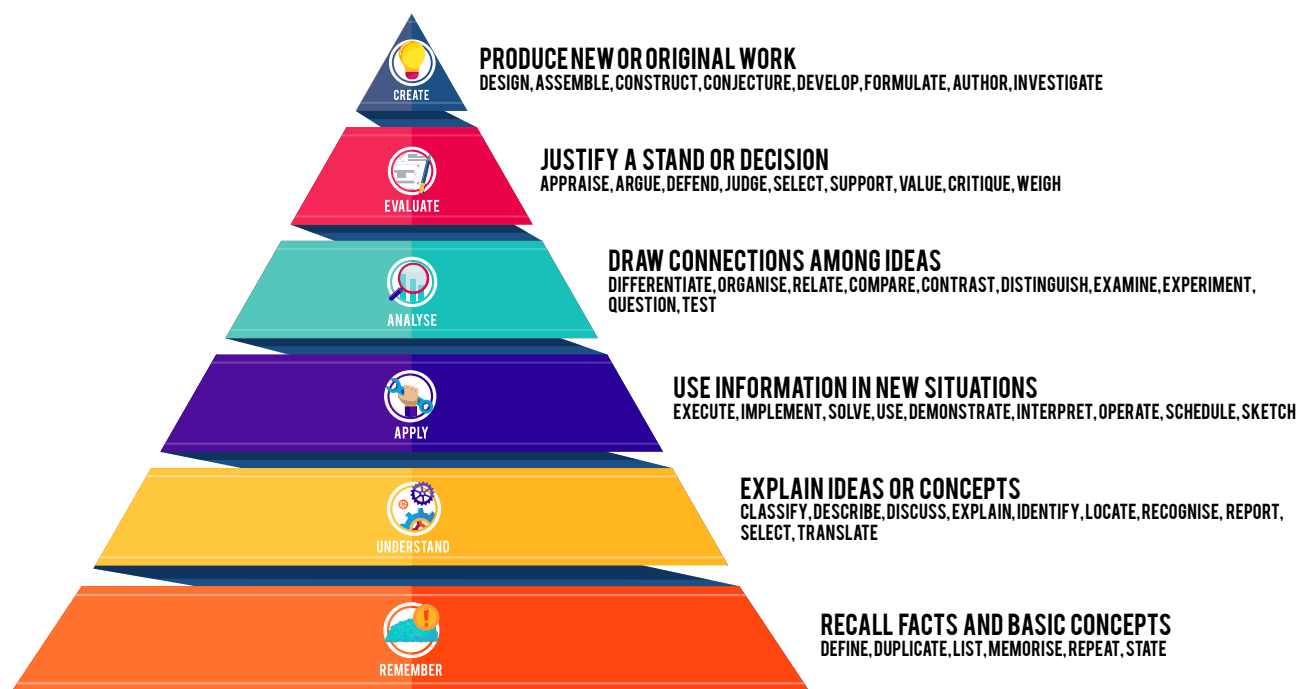 PRODUCE NEW OR ORIGINAL WORK
DESIGN, ASSEMBLE, CONSTRUCT, CONJECTURE, DEVELOP, FORMULATE, AUTHOR, INVESTIGATE
CREATE
JUSTIFY A STAND OR DECISION
APPRAISE, ARGUE, DEFEND, JUDGE, SELECT, SUPPORT, VALUE, CRITIQUE, WEIGH
EVALUATE
DRAW CONNECTIONS AMONG IDEAS
DIFFERENTIATE, ORGANISE, RELATE, COMPARE, CONTRAST, DISTINGUISH, EXAMINE, EXPERIMENT,
QUESTION, TEST
ANALYSE
USE INFORMATION IN NEW SITUATIONS
EXECUTE, IMPLEMENT, SOLVE, USE, DEMONSTRATE, INTERPRET, OPERATE, SCHEDULE, SKETCH
APPLY
EXPLAIN IDEAS OR CONCEPTS
CLASSIFY, DESCRIBE, DISCUSS, EXPLAIN, IDENTIFY, LOCATE, RECOGNISE, REPORT,
SELECT, TRANSLATE
UNDERSTAND
RECALL FACTS AND BASIC CONCEPTS
DEFINE, DUPLICATE, LIST, MEMORISE, REPEAT, STATE
REMEMBER